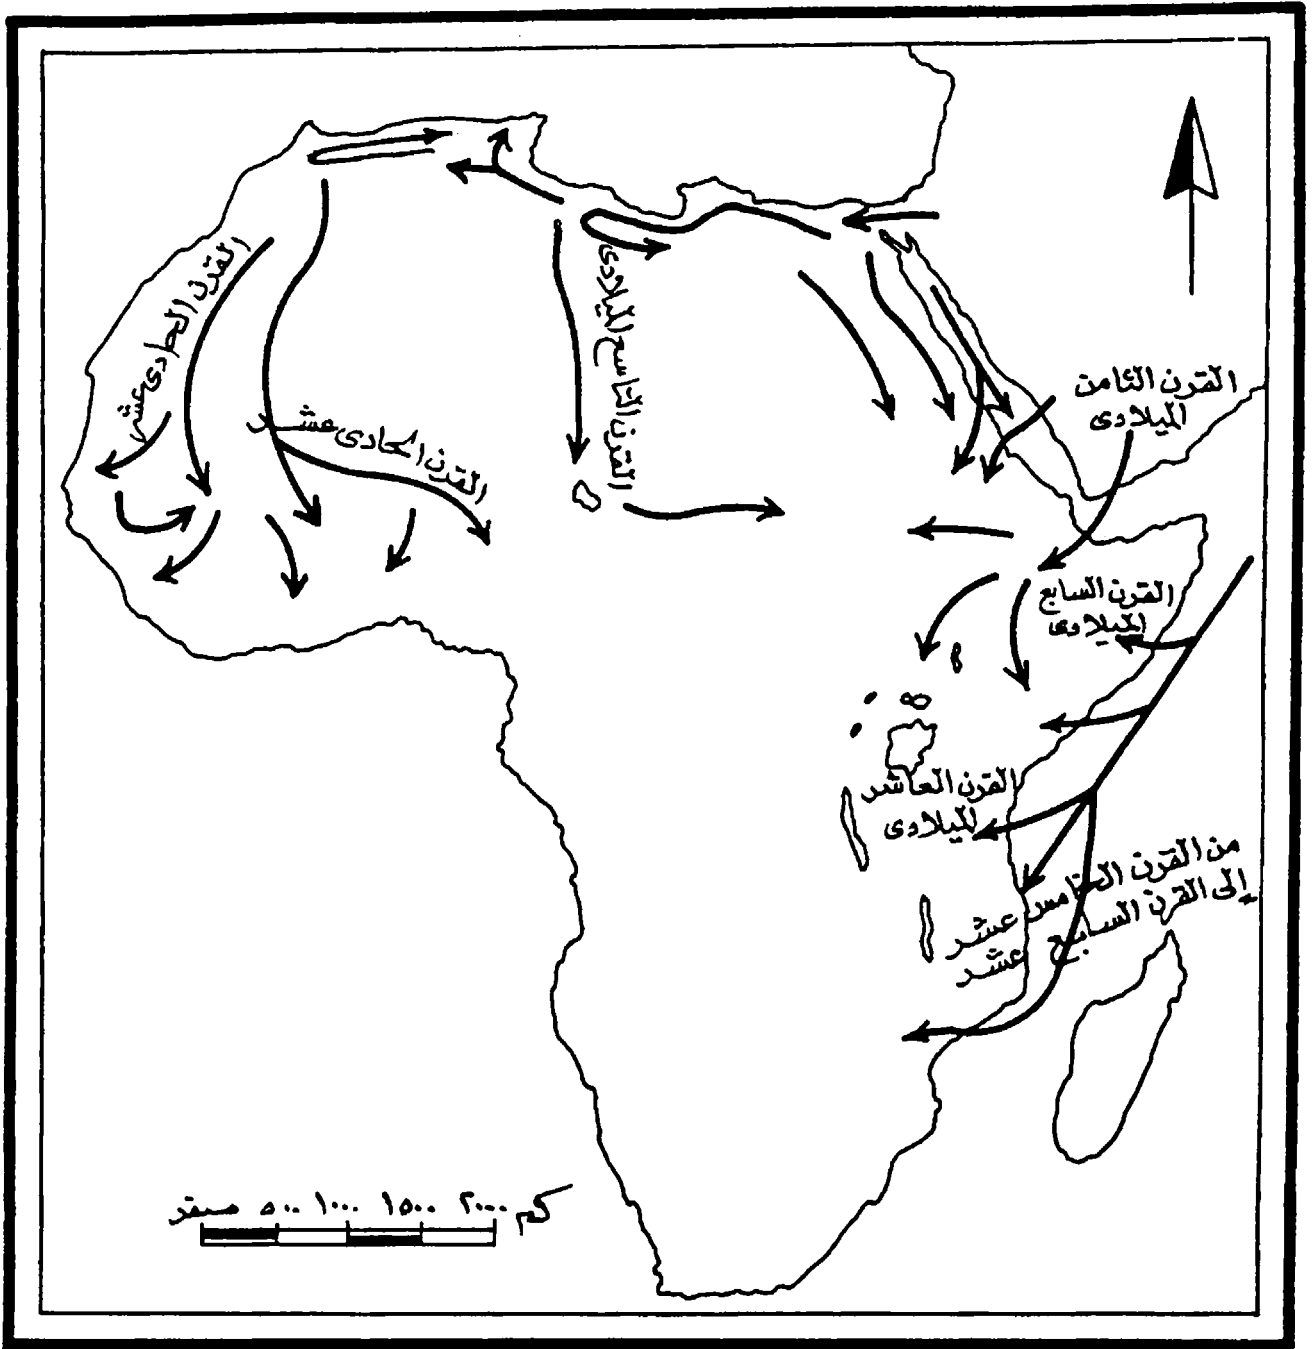 القرن الثامن
الميلادى
القرن الحادى عشر
القرن التاسع الميلادى
القرن الحادى عشر
القرن السابع
الميلادى
القرن العاشر
الميلادى
من القرن الخامس عشر
إلى القرن السابع عشر
صفر ٥٠٠ ١٠٠٠ ١٥٠٠ ٢٠٠٠ كم